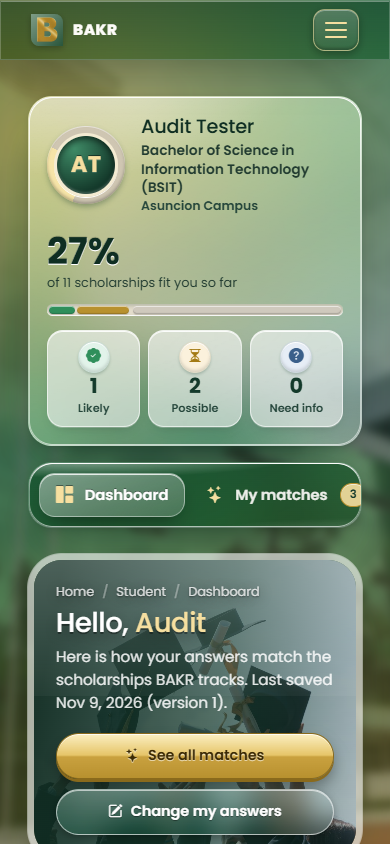 B BAKR
AT
Audit Tester
Bachelor of Science in
Information Technology
(BSIT)
Asuncion Campus
27%
of 11 scholarships fit you so far
1
Likely
2
Possible
?
0
Need info
Dashboard
My matches 3
Home / Student / Dashboard
Hello, Audit
Here is how your answers match the
scholarships BAKR tracks. Last saved
Nov 9, 2026 (version 1).
See all matches
Change my answers